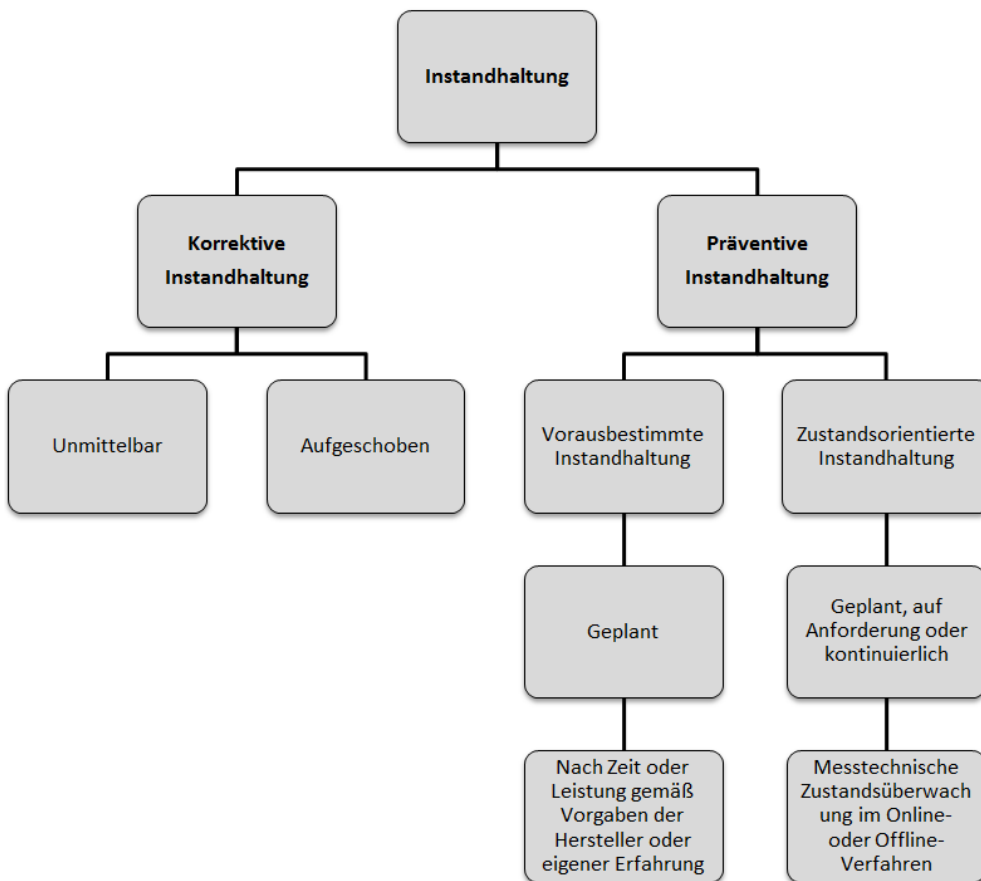 Instandhaltung
Korrektive
Instandhaltung
Präventive
Instandhaltung
Unmittelbar
Aufgeschoben
Vorausbestimmte
Instandhaltung
Zustandsorientierte
Instandhaltung
Geplant
Geplant, auf
Anforderung oder
kontinuierlich
Nach Zeit oder
Leistung gemäß
Vorgaben der
Hersteller oder
eigener Erfahrung
Messtechnische
Zustandsüberwach
ung im Online-
oder Offline-
Verfahren